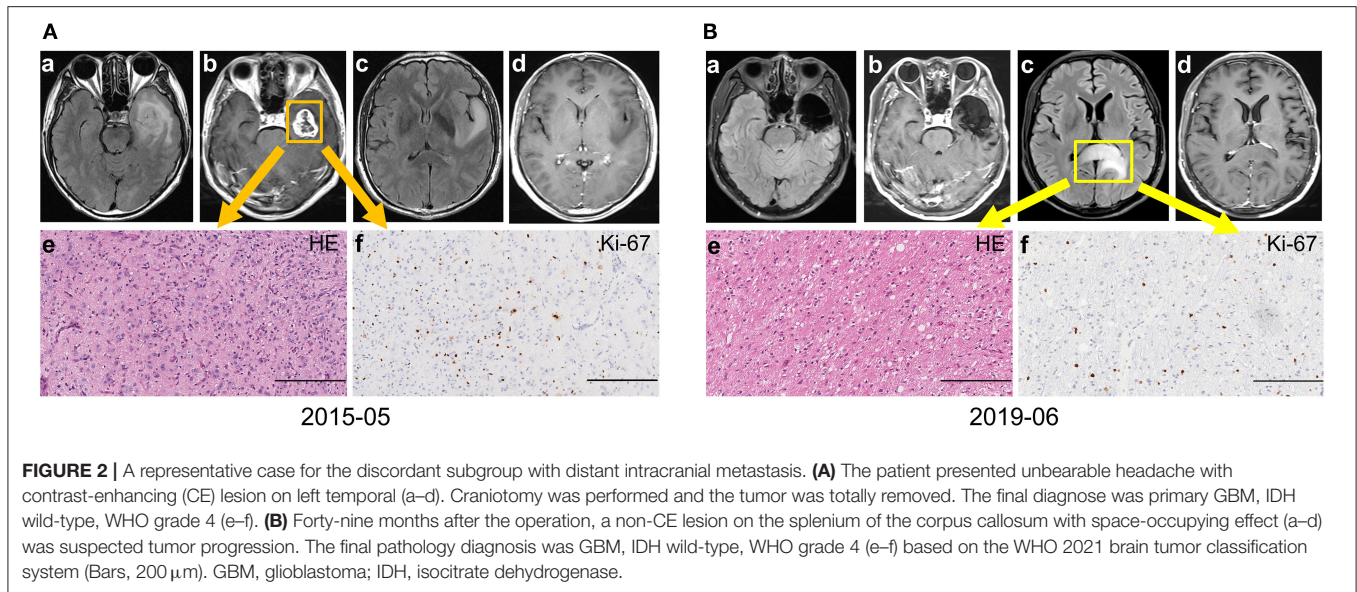 A
B
a
b
c
d
a
b
c
d
e
HE
f
Ki-67
e
HE
f
Ki-67
2015-05
2019-06
FIGURE 2 | A representative case for the discordant subgroup with distant intracranial metastasis. (A) The patient presented unbearable headache with
contrast-enhancing (CE) lesion on left temporal (a–d). Craniotomy was performed and the tumor was totally removed. The final diagnose was primary GBM, IDH
wild-type, WHO grade 4 (e–f). (B) Forty-nine months after the operation, a non-CE lesion on the splenium of the corpus callosum with space-occupying effect (a–d)
was suspected tumor progression. The final pathology diagnosis was GBM, IDH wild-type, WHO grade 4 (e–f) based on the WHO 2021 brain tumor classification
system (Bars, 200 μm). GBM, glioblastoma; IDH, isocitrate dehydrogenase.